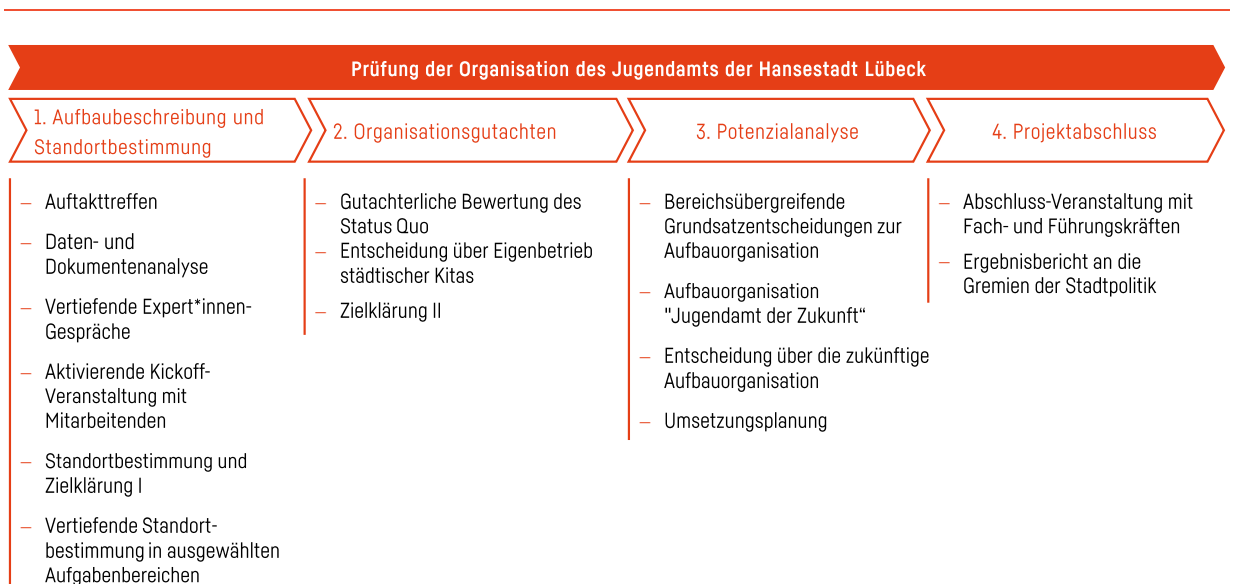 Prüfung der Organisation des Jugendamts der Hansestadt Lübeck
1. Aufbaubeschreibung und
Standortbestimmung
– Auftakttreffen
– Daten- und
Dokumentenanalyse
– Vertiefende Expert*innen-
Gespräche
– Aktivierende Kickoff-
Veranstaltung mit
Mitarbeitenden
– Standortbestimmung und
Zielklärung I
– Vertiefende Standort-
bestimmung in ausgewählten
Aufgabenbereichen
2. Organisationsgutachten
– Gutachterliche Bewertung des
Status Quo
– Entscheidung über Eigenbetrieb
städtischer Kitas
– Zielklärung II
3. Potenzialanalyse
– Bereichsübergreifende
Grundsatzentscheidungen zur
Aufbauorganisation
– Aufbauorganisation
"Jugendamt der Zukunft“
– Entscheidung über die zukünftige
Aufbauorganisation
– Umsetzungsplanung
4. Projektabschluss
– Abschluss-Veranstaltung mit
Fach- und Führungskräften
– Ergebnisbericht an die
Gremien der Stadtpolitik